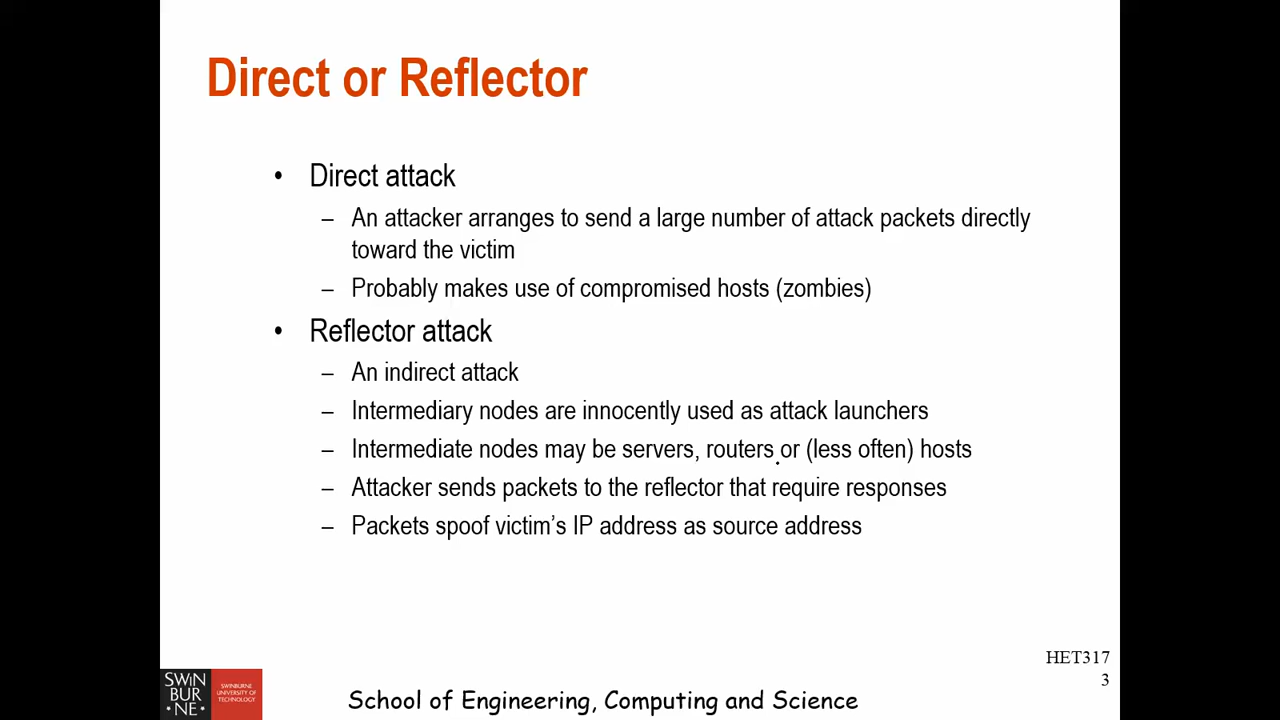 Direct or Reflector
• Direct attack
– An attacker arranges to send a large number of attack packets directly
toward the victim
– Probably makes use of compromised hosts (zombies)
• Reflector attack
– An indirect attack
– Intermediary nodes are innocently used as attack launchers
– Intermediate nodes may be servers, routers or (less often) hosts
– Attacker sends packets to the reflector that require responses
– Packets spoof victim's IP address as source address
HET317
3
SWIN
BUR
NE
SWINBURNE
UNIVERSITY OF
TECHNOLOGY
School of Engineering, Computing and Science